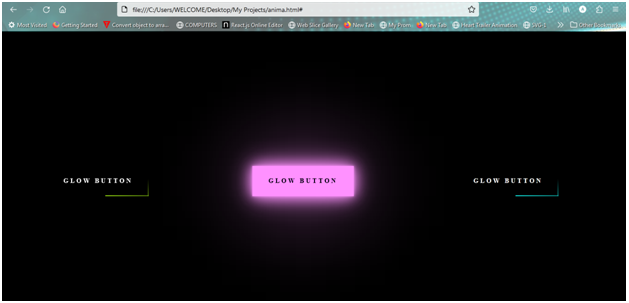 file:///C:/Users/WELCOME/Desktop/My Projects/anima.html#
Most Visited Getting Started Convert object to arra... COMPUTERS React.js Online Editor Web Slice Gallery New Tab My Promi New Tab Heart Trailer Animation SVG-1 Other Bookmarks
GLOW BUTTON GLOW BUTTON GLOW BUTTON